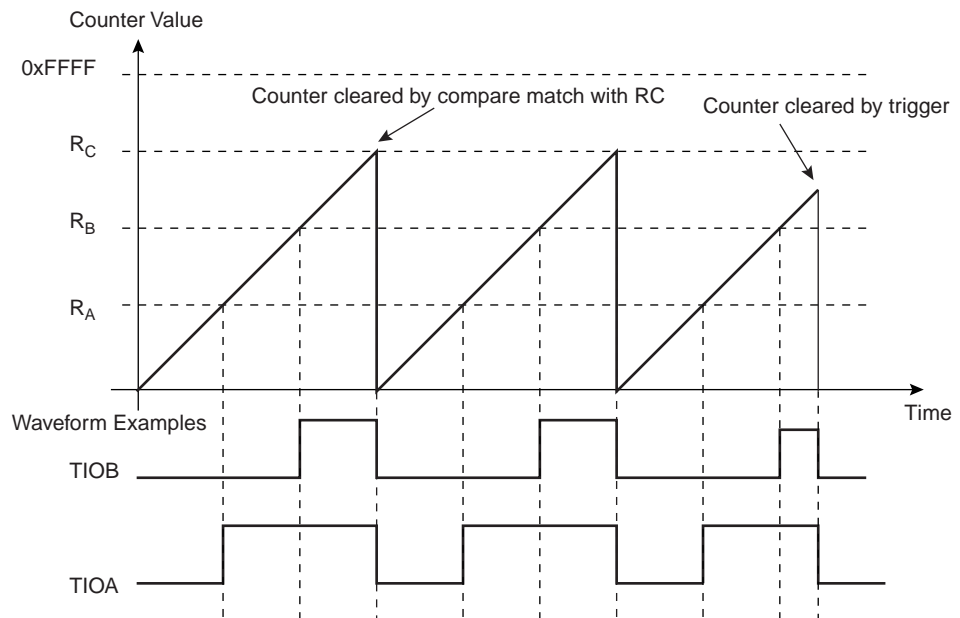 Counter Value
0xFFFF
Counter cleared by compare match with RC
Counter cleared by trigger
RC
RB
RA
Time
Waveform Examples
TIOB
TIOA